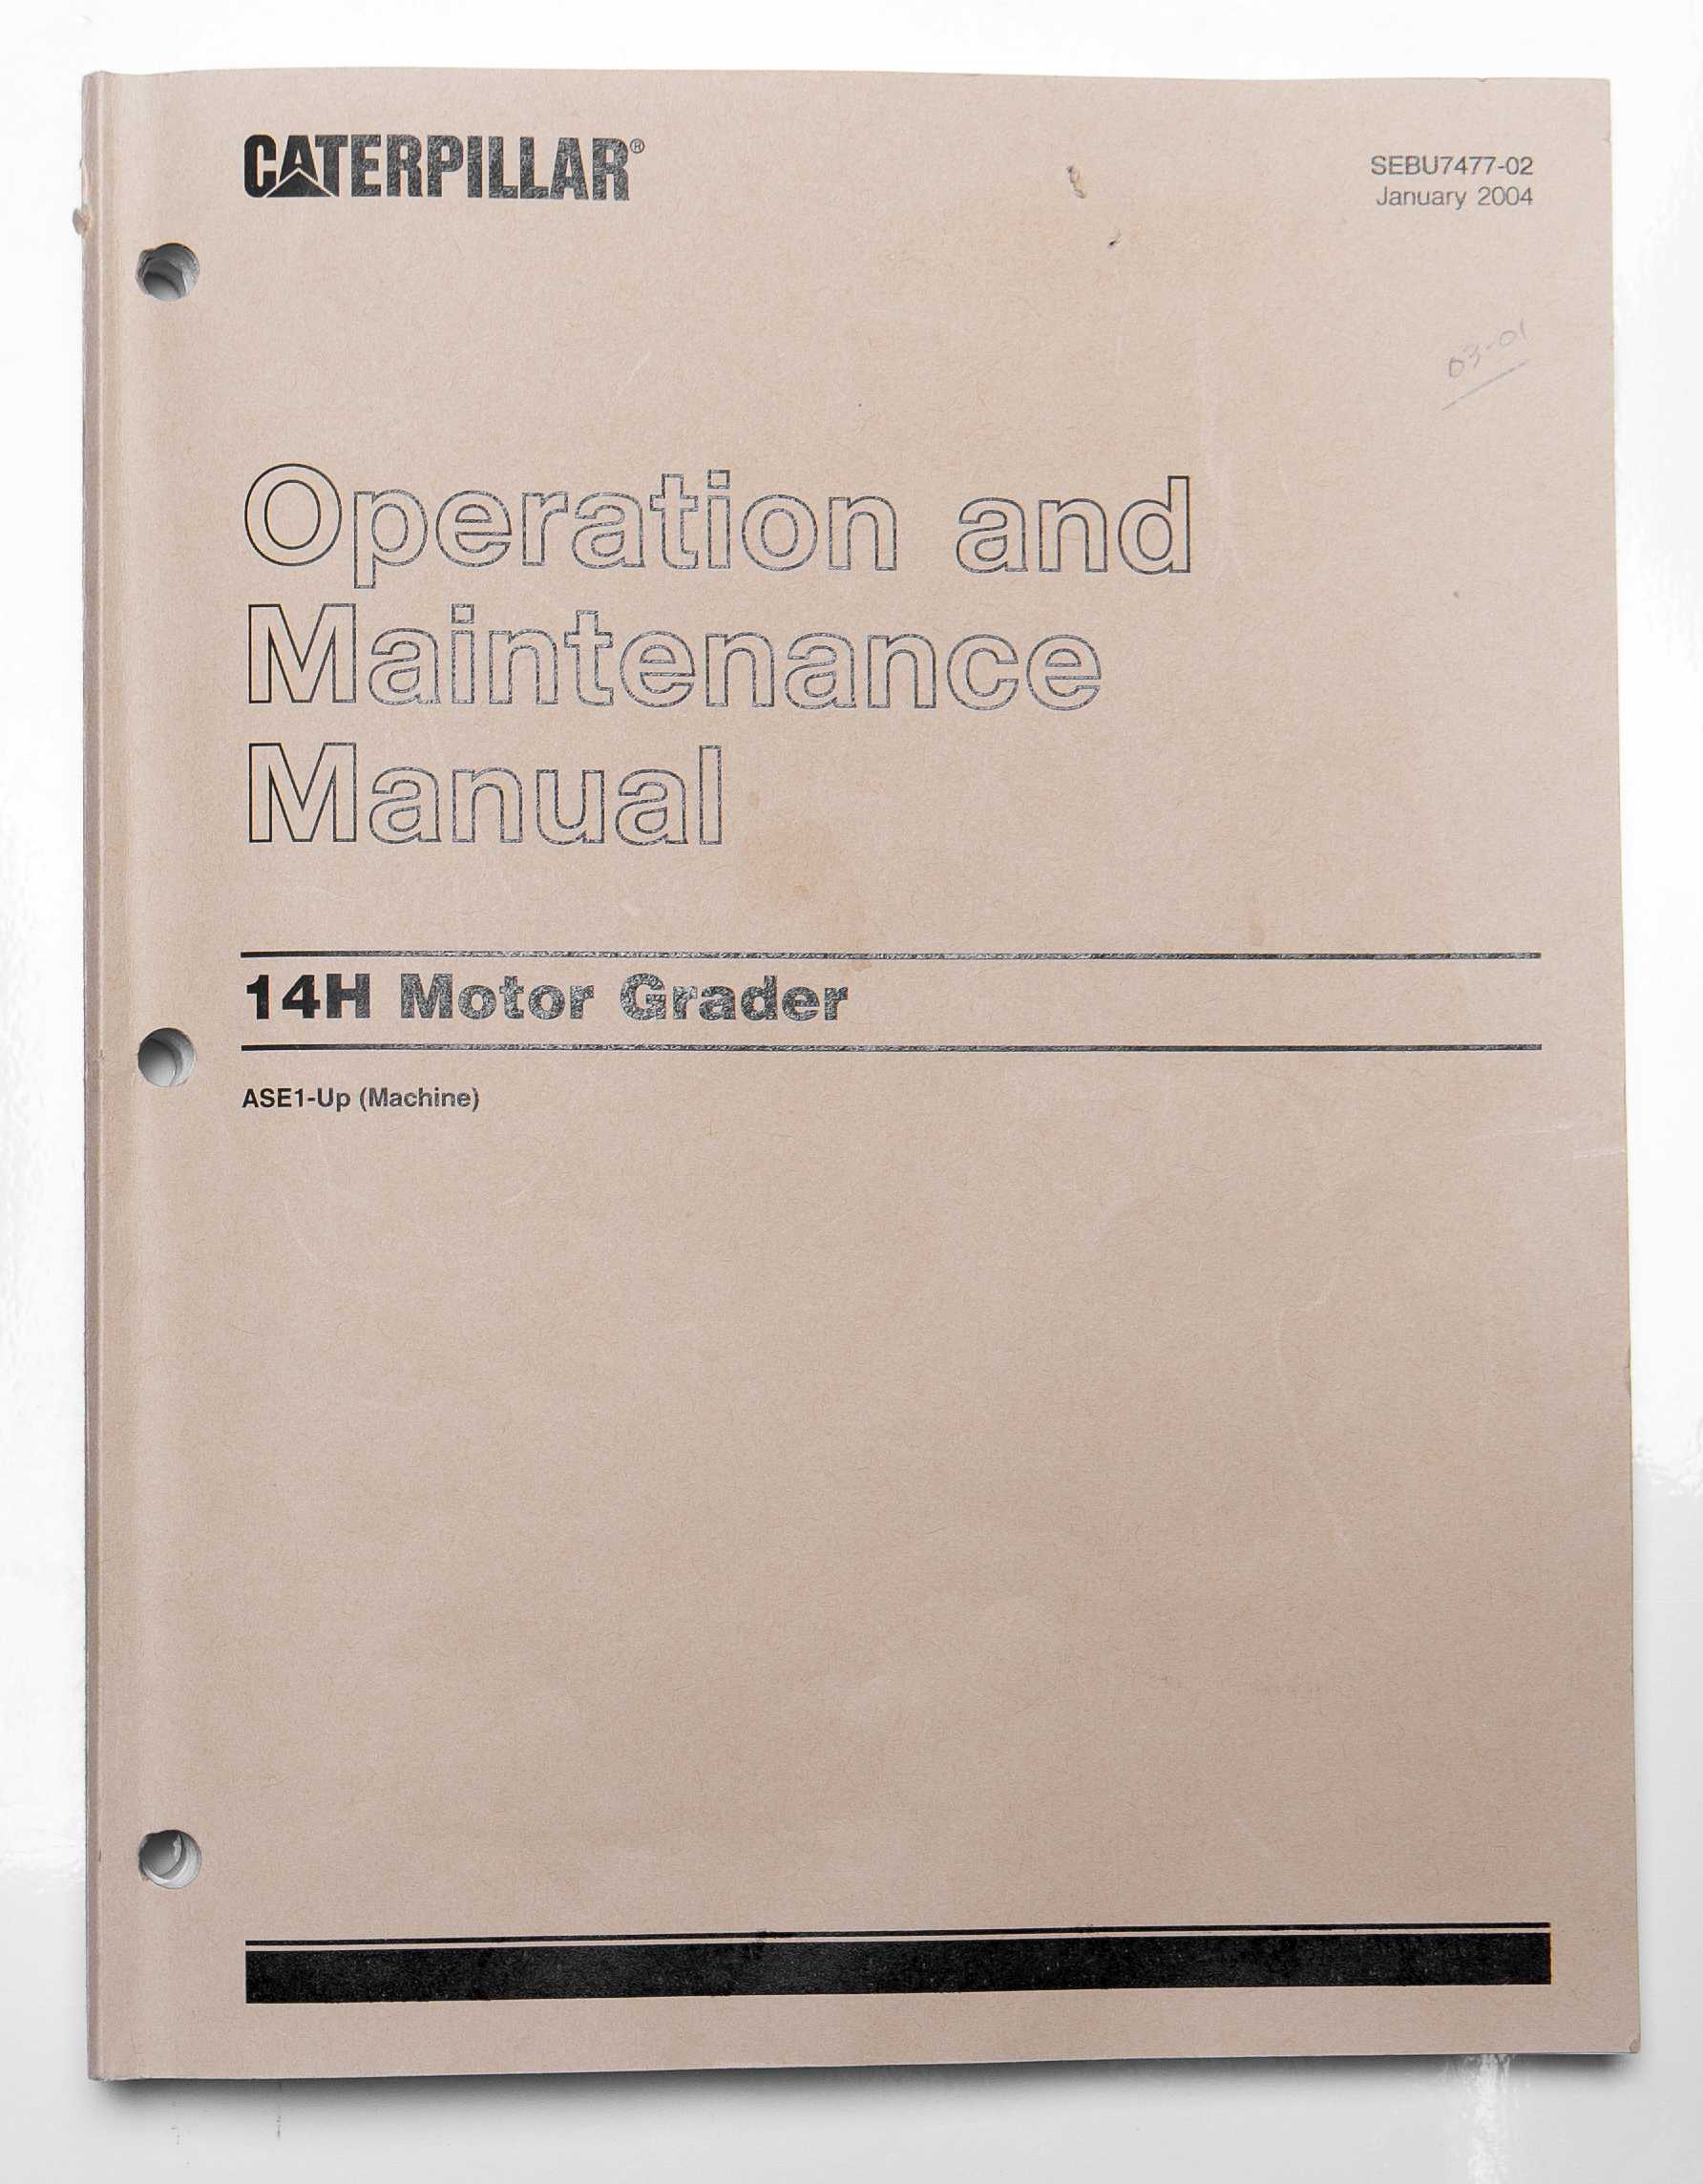 CATERPILLAR®
SEBU7477-02
January 2004
03-01
Operation and
Maintenance
Manual
14H Motor Grader
ASE1-Up (Machine)